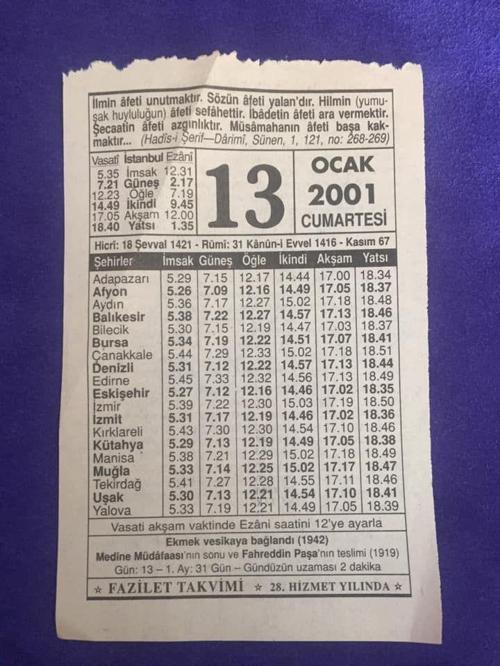 İlmin âfeti unutmaktır. Sözün âfeti yalan'dır. Hilmin (yumu-
şak huyluluğun) âfeti sefâhettir. İbâdetin âfeti ara vermektir.
Şecaatin âfeti azgınlıktır. Müsâmahanın âfeti başa kak-
maktır... (Hadîs-i Şerif—Dârimî, Sünen, 1, 121, no: 268-269)
Vasatî İstanbul Ezânî
5.35 İmsak 12.31
7.21 Güneş 2.17
12.23 Öğle 7.19
14.49 İkindi 9.45
17.05 Akşam 12.00
18.40 Yatsı 1.35
13
OCAK
2001
CUMARTESİ
Hicrî: 18 Şevval 1421 - Rûmî: 31 Kânûn-i Evvel 1416 - Kasım 67
Şehirler İmsak Güneş Öğle İkindi Akşam Yatsı
Adapazarı 5.29 7.15 12.17 14.44 17.00 18.34
Afyon 5.26 7.09 12.16 14.49 17.05 18.37
Aydın 5.36 7.17 12.27 15.02 17.18 18.48
Balıkesir 5.38 7.22 12.27 14.57 17.13 18.46
Bilecik 5.30 7.15 12.19 14.47 17.03 18.37
Bursa 5.34 7.19 12.22 14.51 17.07 18.41
Çanakkale 5.44 7.29 12.33 15.02 17.18 18.51
Denizli 5.31 7.12 12.22 14.57 17.13 18.44
Edirne 5.45 7.33 12.32 14.56 17.13 18.49
Eskişehir 5.27 7.12 12.16 14.46 17.02 18.35
İzmir 5.39 7.22 12.30 15.03 17.19 18.50
İzmit 5.31 7.17 12.19 14.46 17.02 18.36
Kırklareli 5.43 7.30 12.30 14.54 17.10 18.46
Kütahya 5.29 7.13 12.19 14.49 17.05 18.38
Manisa 5.38 7.21 12.29 15.02 17.18 18.49
Muğla 5.33 7.14 12.25 15.02 17.17 18.47
Tekirdağ 5.41 7.27 12.28 14.55 17.11 18.46
Uşak 5.30 7.13 12.21 14.54 17.10 18.41
Yalova 5.33 7.19 12.21 14.49 17.05 18.39
Vasati akşam vaktinde Ezâni saatini 12'ye ayarla
Ekmek vesikaya bağlandı (1942)
Medine Müdâfaası'nın sonu ve Fahreddin Paşa'nın teslimi (1919)
Gün: 13 – 1. Ay: 31 Gün – Gündüzün uzaması 2 dakika
☆ FAZİLET TAKVİMİ ☆ 28. HİZMET YILINDA ☆